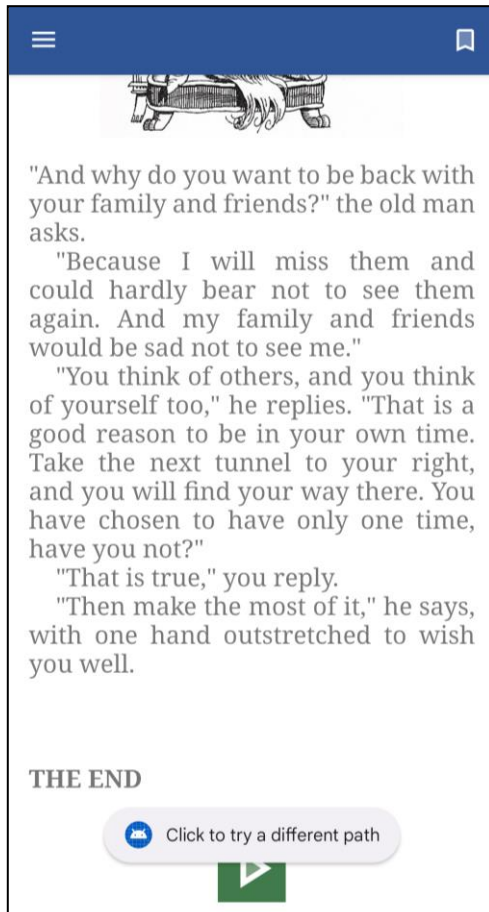 "And why do you want to be back with
your family and friends?" the old man
asks.
"Because I will miss them and
could hardly bear not to see them
again. And my family and friends
would be sad not to see me."
"You think of others, and you think
of yourself too," he replies. "That is a
good reason to be in your own time.
Take the next tunnel to your right,
and you will find your way there. You
have chosen to have only one time,
have you not?"
"That is true," you reply.
"Then make the most of it," he says,
with one hand outstretched to wish
you well.
THE END
Click to try a different path